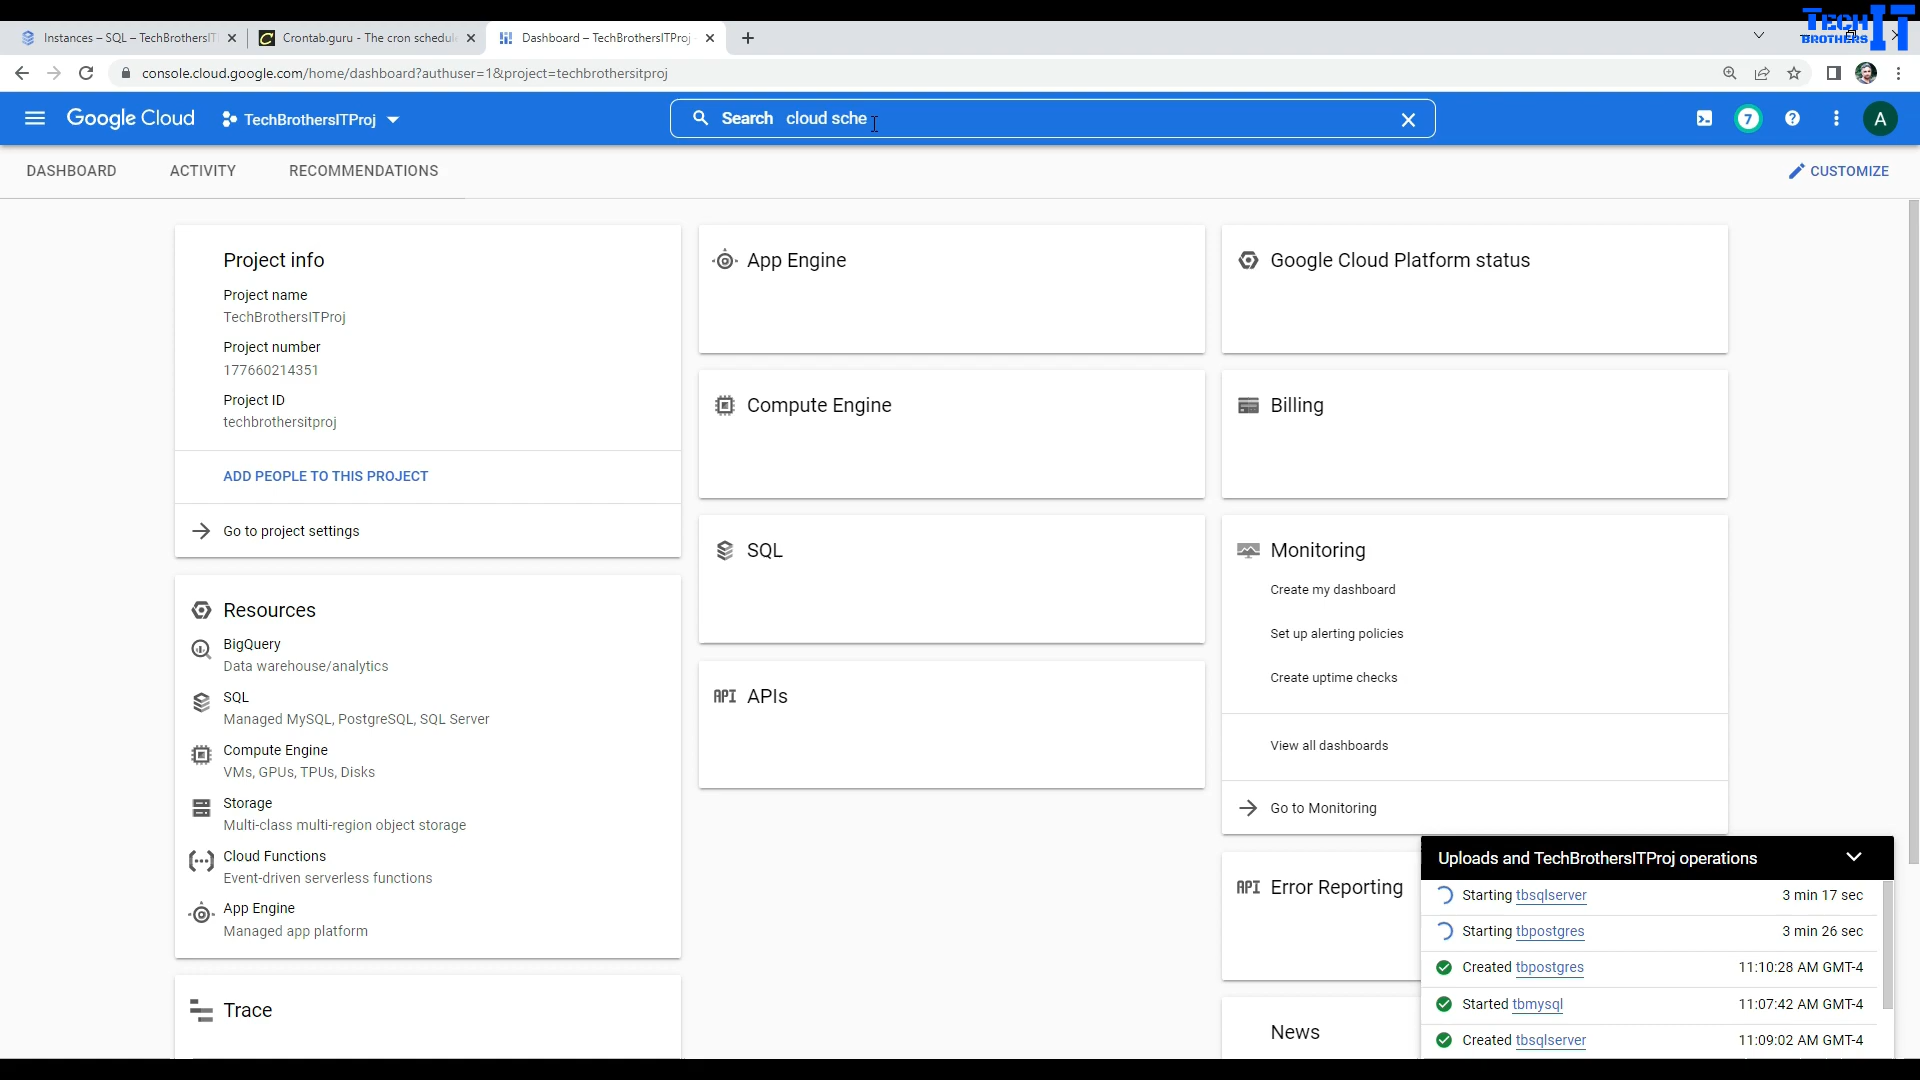 TECH IT
BROTHERS
Instances – SQL – TechBrothersIT
Crontab.guru - The cron schedul
Dashboard – TechBrothersITProj
console.cloud.google.com/home/dashboard?authuser=1&project=techbrothersitproj
Google Cloud
TechBrothersITProj
Search cloud sche
7
A
DASHBOARD
ACTIVITY
RECOMMENDATIONS
CUSTOMIZE
Project info
Project name
TechBrothersITProj
Project number
177660214351
Project ID
techbrothersitproj
ADD PEOPLE TO THIS PROJECT
Go to project settings
Resources
BigQuery
Data warehouse/analytics
SQL
Managed MySQL, PostgreSQL, SQL Server
Compute Engine
VMs, GPUs, TPUs, Disks
Storage
Multi-class multi-region object storage
Cloud Functions
Event-driven serverless functions
App Engine
Managed app platform
Trace
App Engine
Compute Engine
SQL
API APIs
Google Cloud Platform status
Billing
Monitoring
Create my dashboard
Set up alerting policies
Create uptime checks
View all dashboards
Go to Monitoring
API Error Reporting
News
Uploads and TechBrothersITProj operations
Starting tbsqlserver 3 min 17 sec
Starting tbpostgres 3 min 26 sec
Created tbpostgres 11:10:28 AM GMT-4
Started tbmysql 11:07:42 AM GMT-4
Created tbsqlserver 11:09:02 AM GMT-4